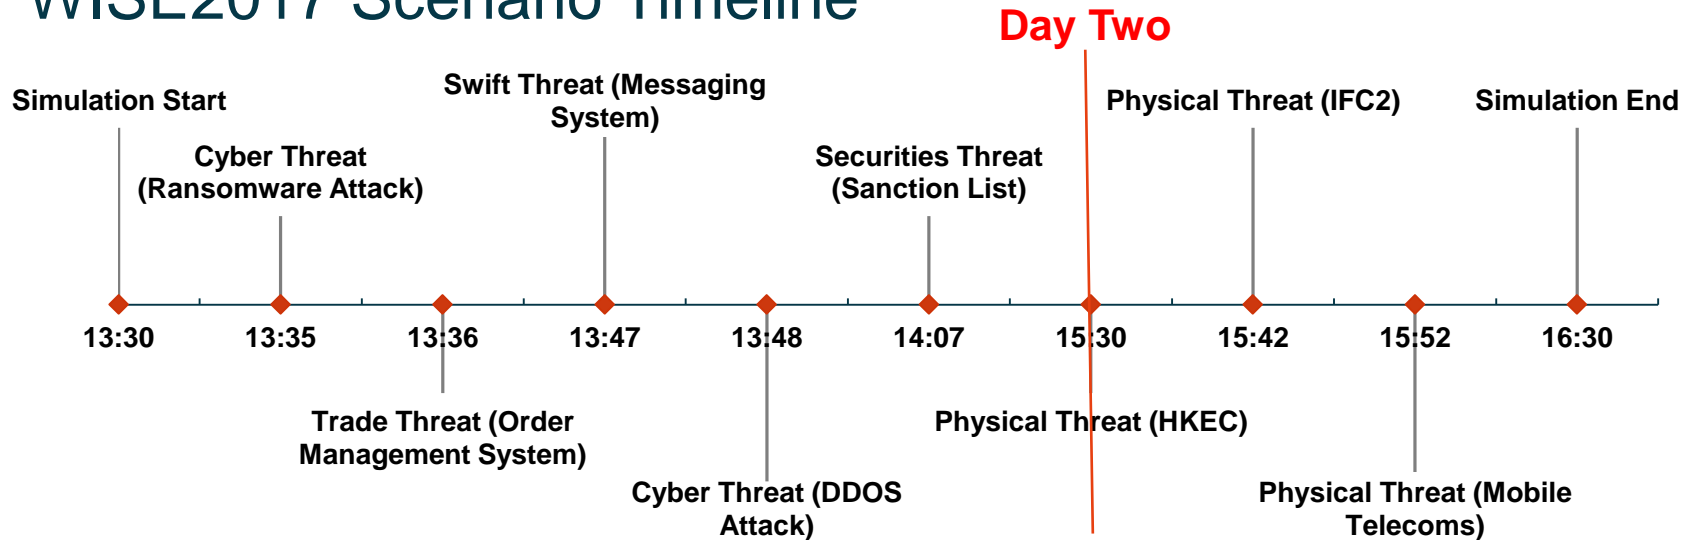 WISE2017 Scenario Timeline
Day Two
Simulation Start
Cyber Threat
(Ransomware Attack)
Swift Threat (Messaging
System)
Securities Threat
(Sanction List)
Physical Threat (IFC2)
Simulation End
13:30
13:35
13:36
13:47
13:48
14:07
15:30
15:42
15:52
16:30
Trade Threat (Order
Management System)
Cyber Threat (DDOS
Attack)
Physical Threat (HKEC)
Physical Threat (Mobile
Telecoms)